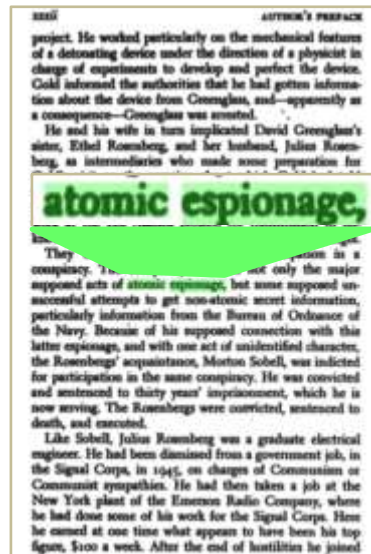 xxxii AUTHOR'S PREFACE
project. He worked particularly on the mechanical features
of a detonating device under the direction of a physicist in
charge of experiments to develop and perfect the device.
Gold informed the authorities that he had gotten informa-
tion about the device from Greenglass, and—apparently as
a consequence—Greenglass was arrested.
He and his wife in turn implicated David Greenglass's
sister, Ethel Rosenberg, and her husband, Julius Rosen-
berg, as intermediaries who made some preparation for
atomic espionage,
They in a
conspiracy. not only the major
supposed acts of atomic espionage, but some supposed un-
successful attempts to get non-atomic secret information,
particularly information from the Bureau of Ordnance of
the Navy. Because of his supposed connection with this
latter espionage, and with one act of unidentified character,
the Rosenbergs' acquaintance, Morton Sobell, was indicted
for participation in the same conspiracy. He was convicted
and sentenced to thirty years' imprisonment, which he is
now serving. The Rosenbergs were convicted, sentenced to
death, and executed.
Like Sobell, Julius Rosenberg was a graduate electrical
engineer. He had been dismissed from a government job, in
the Signal Corps, in 1945, on charges of Communism or
Communist sympathies. He had then taken a job at the
New York plant of the Emerson Radio Company, where
he had done some of his work for the Signal Corps. Here
he earned at one time what appears to have been his top
figure, $100 a week. After the end of hostilities he joined